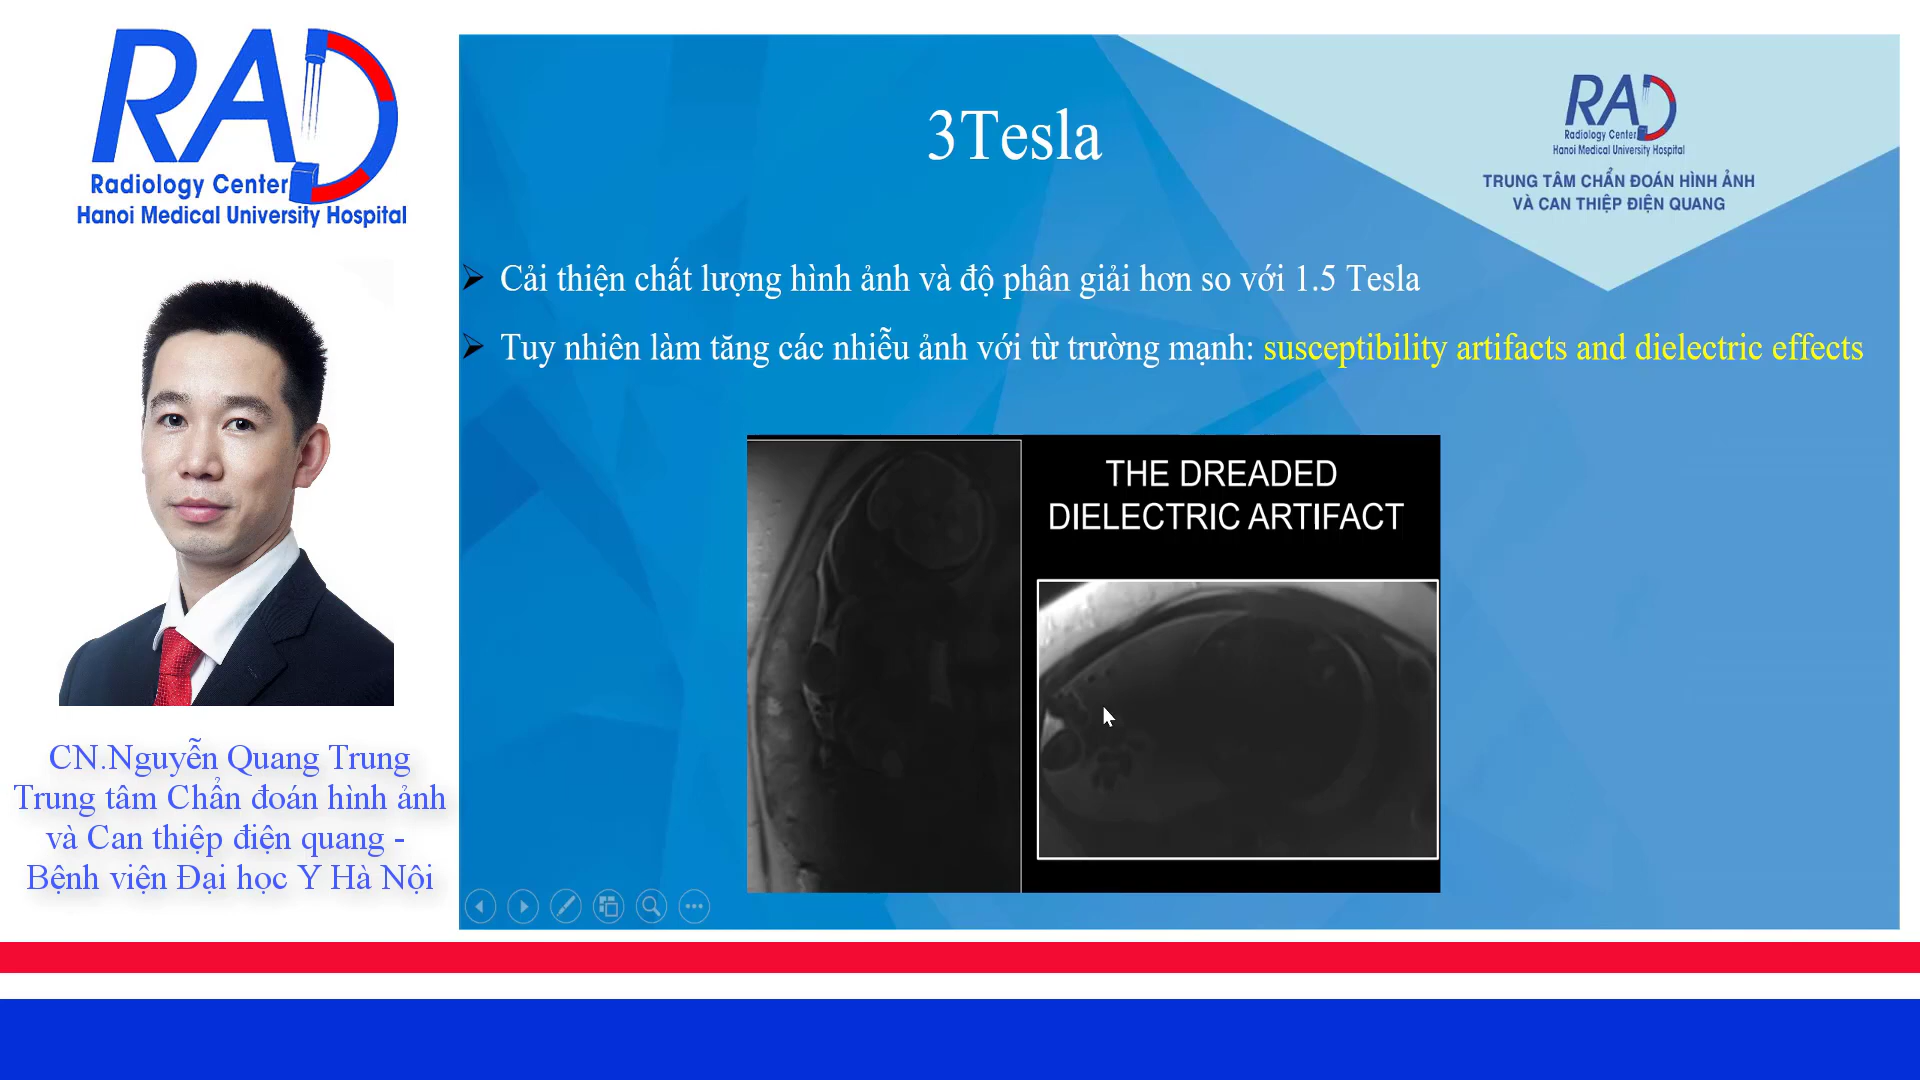 RAD
Radiology Center
Hanoi Medical University Hospital
CN.Nguyễn Quang Trung
Trung tâm Chẩn đoán hình ảnh
và Can thiệp điện quang -
Bệnh viện Đại học Y Hà Nội
3Tesla
RAD
Radiology Center
Hanoi Medical University Hospital
TRUNG TÂM CHẨN ĐOÁN HÌNH ẢNH
VÀ CAN THIỆP ĐIỆN QUANG
Cải thiện chất lượng hình ảnh và độ phân giải hơn so với 1.5 Tesla
Tuy nhiên làm tăng các nhiễu ảnh với từ trường mạnh: susceptibility artifacts and dielectric effects
THE DREADED
DIELECTRIC ARTIFACT